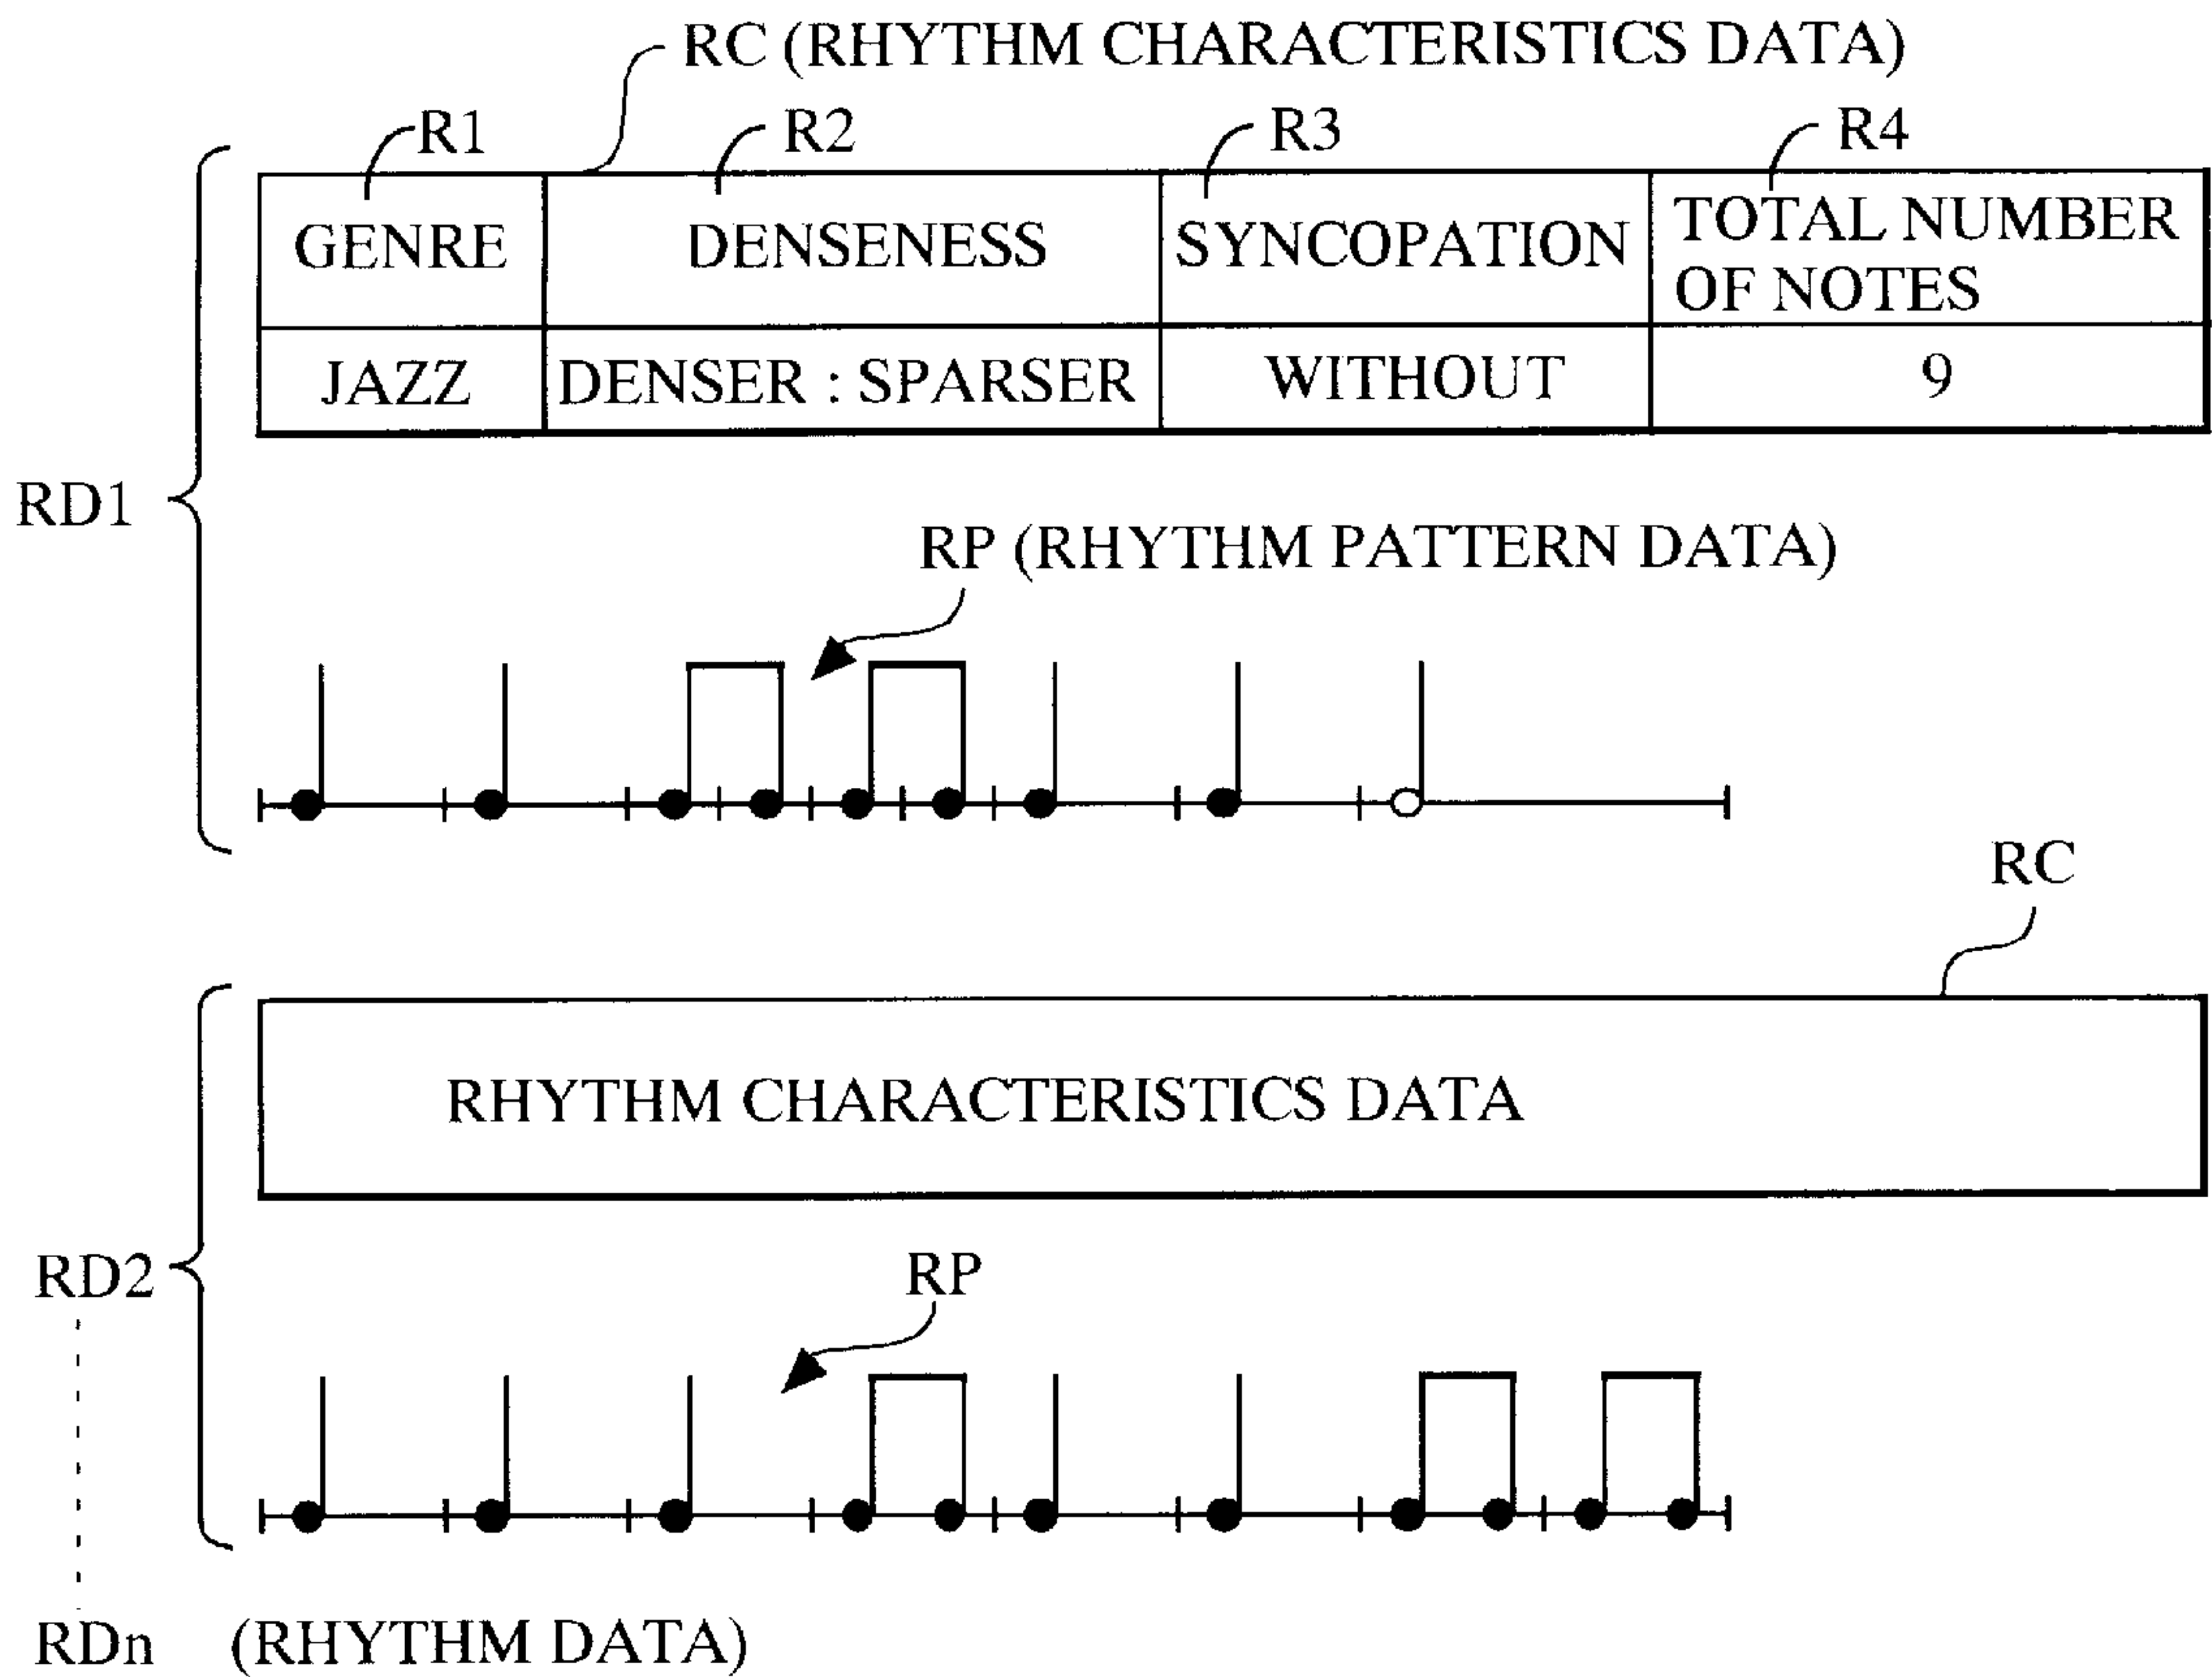 RC (RHYTHM CHARACTERISTICS DATA)
R1
R2
R3
R4
GENRE
DENSENESS
SYNCOPATION
TOTAL NUMBER
OF NOTES
JAZZ
DENSER : SPARSER
WITHOUT
9
RD1
RP (RHYTHM PATTERN DATA)
RC
RHYTHM CHARACTERISTICS DATA
RD2
RP
RDn (RHYTHM DATA)